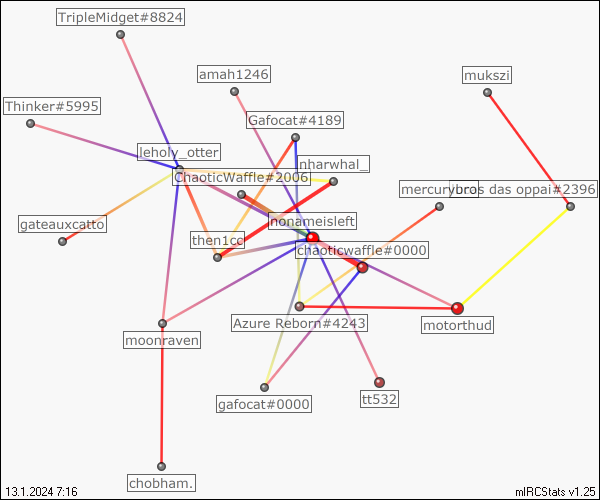 TripleMidget#8824
amah1246
mukszi
Thinker#5995
Gafocat#4189
leholy_otter
nharwhal_
ChaoticWaffle#2006
das oppai#2396
nonameisleft
gateauxcatto
then1cc
chaoticwaffle#0000
Azure Reborn#4243
motorthud
moonraven
gafocat#0000
tt532
chobham.
13.1.2024 7:16
mIRCStats v1.25